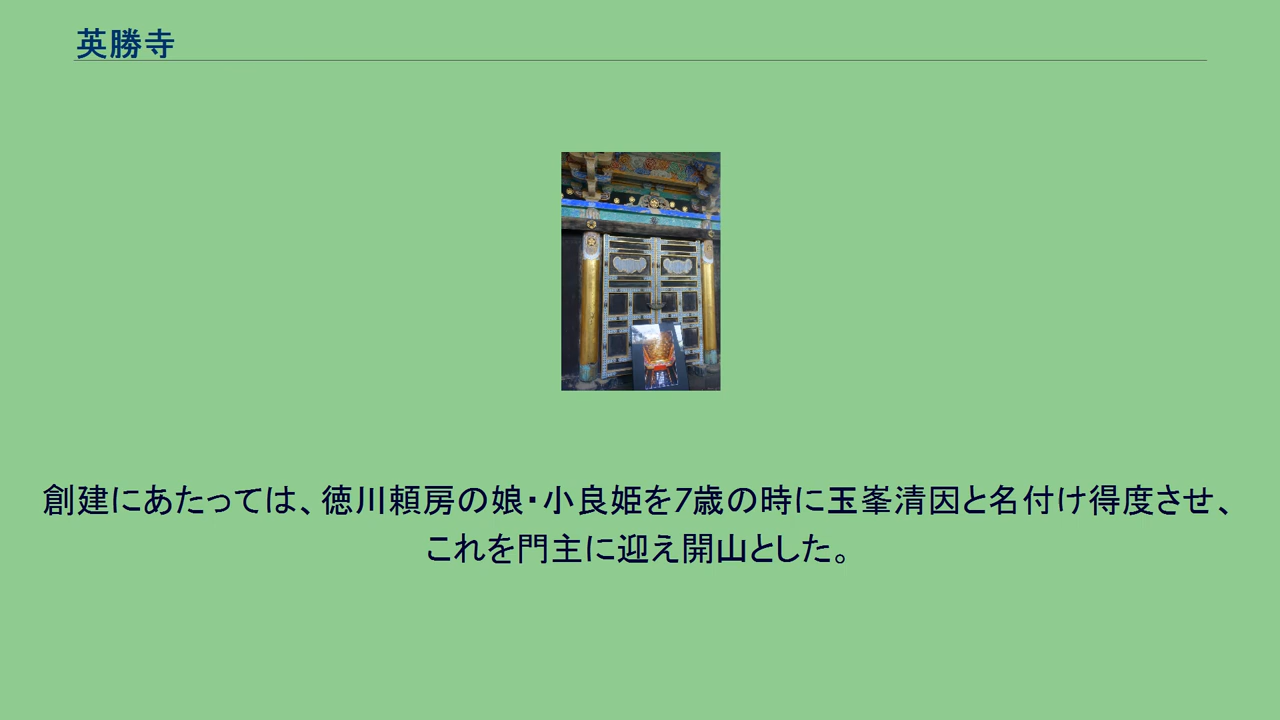 英勝寺
創建にあたっては、徳川頼房の娘・小良姫を7歳の時に玉峯清因と名付け得度させ、
これを門主に迎え開山とした。